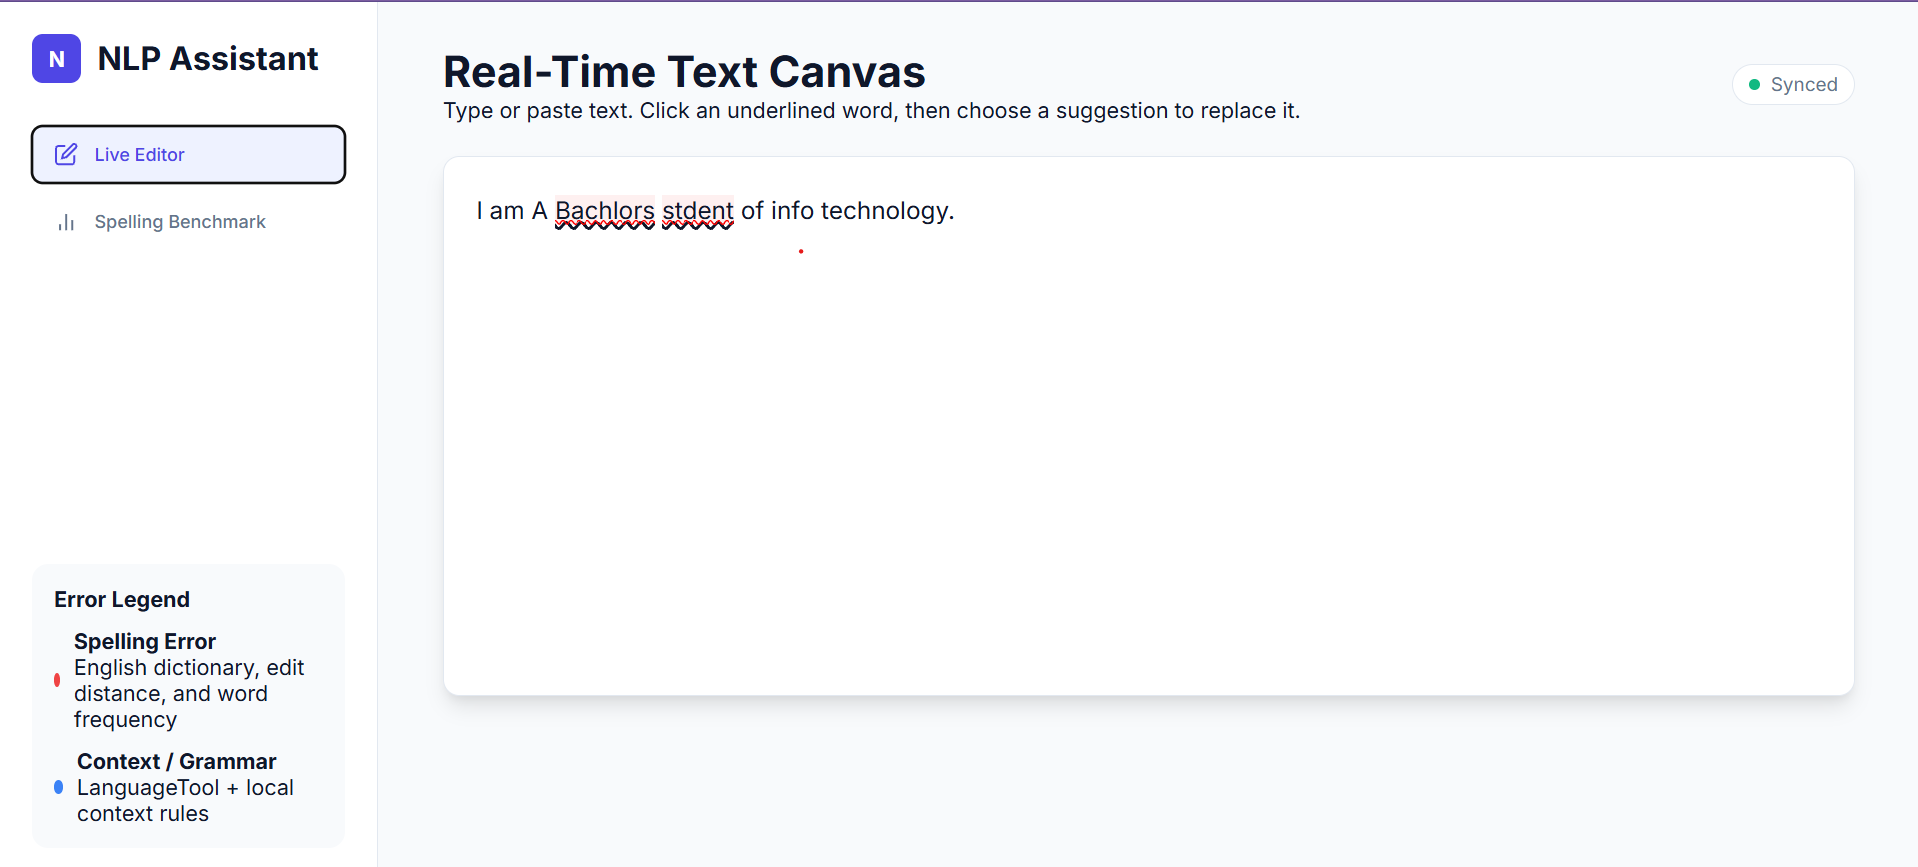 N NLP Assistant
Live Editor
Spelling Benchmark
Error Legend
Spelling Error
English dictionary, edit
distance, and word
frequency
Context / Grammar
LanguageTool + local
context rules
Real-Time Text Canvas
Type or paste text. Click an underlined word, then choose a suggestion to replace it.
Synced
I am A Bachlors stdent of info technology.